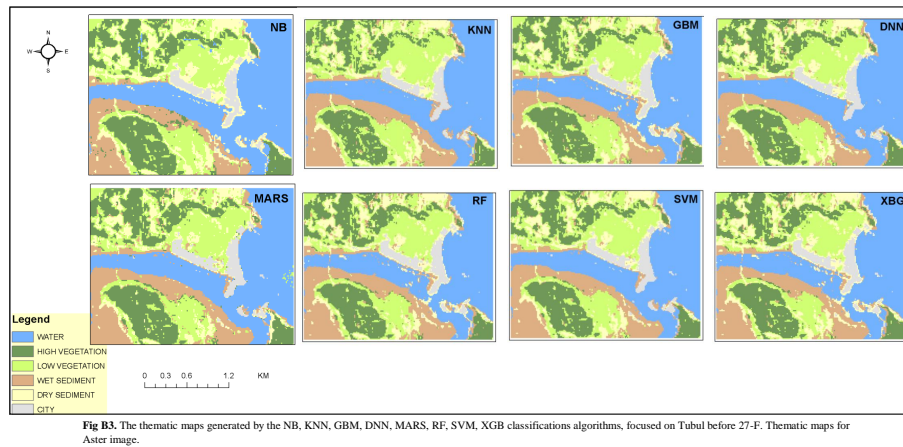 NB
KNN
GBM
DNN
N
W E
S
MARS
RF
SVM
XBG
Legend
WATER
HIGH VEGETATION
LOW VEGETATION
WET SEDIMENT
DRY SEDIMENT
CITY
0 0.3 0.6 1.2 KM
Fig B3. The thematic maps generated by the NB, KNN, GBM, DNN, MARS, RF, SVM, XGB classifications algorithms, focused on Tubul before 27-F. Thematic maps for
Aster image.